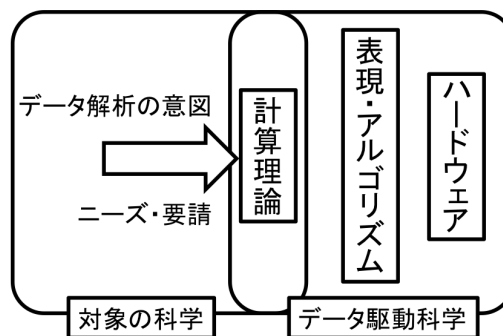 データ解析の意図
ニーズ・要請
計算理論
表現・アルゴリズム
ハードウェア
対象の科学
データ駆動科学